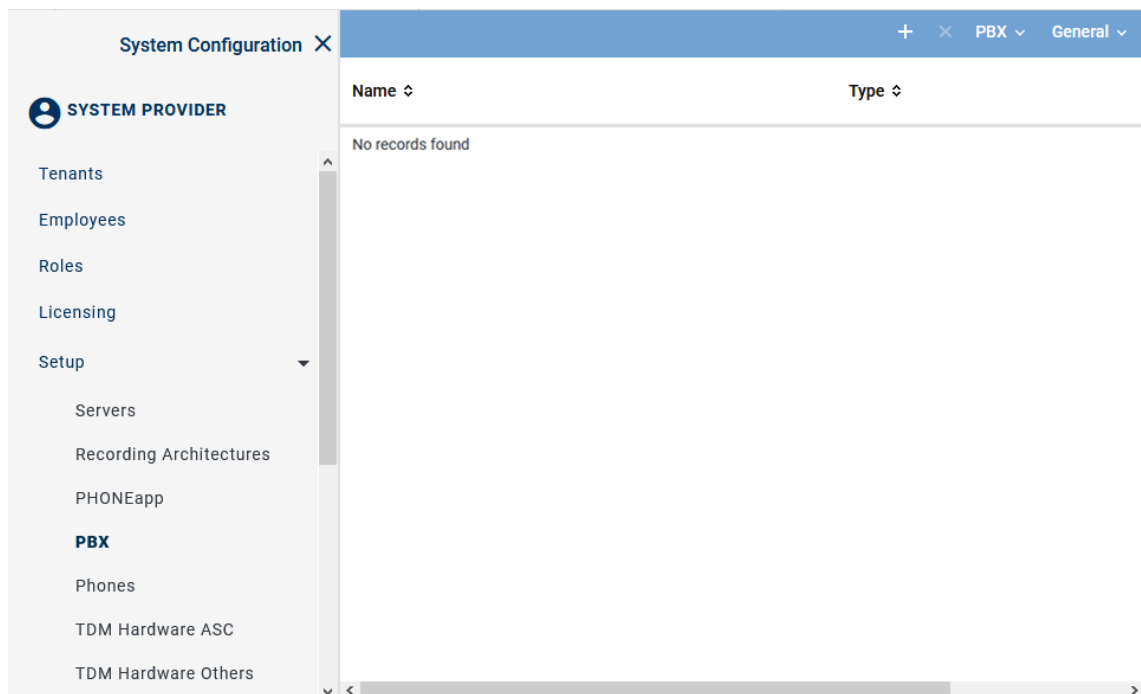 System Configuration
SYSTEM PROVIDER
Tenants
Employees
Roles
Licensing
Setup
Servers
Recording Architectures
PHONEapp
PBX
Phones
TDM Hardware ASC
TDM Hardware Others
PBX General
Name Type
No records found